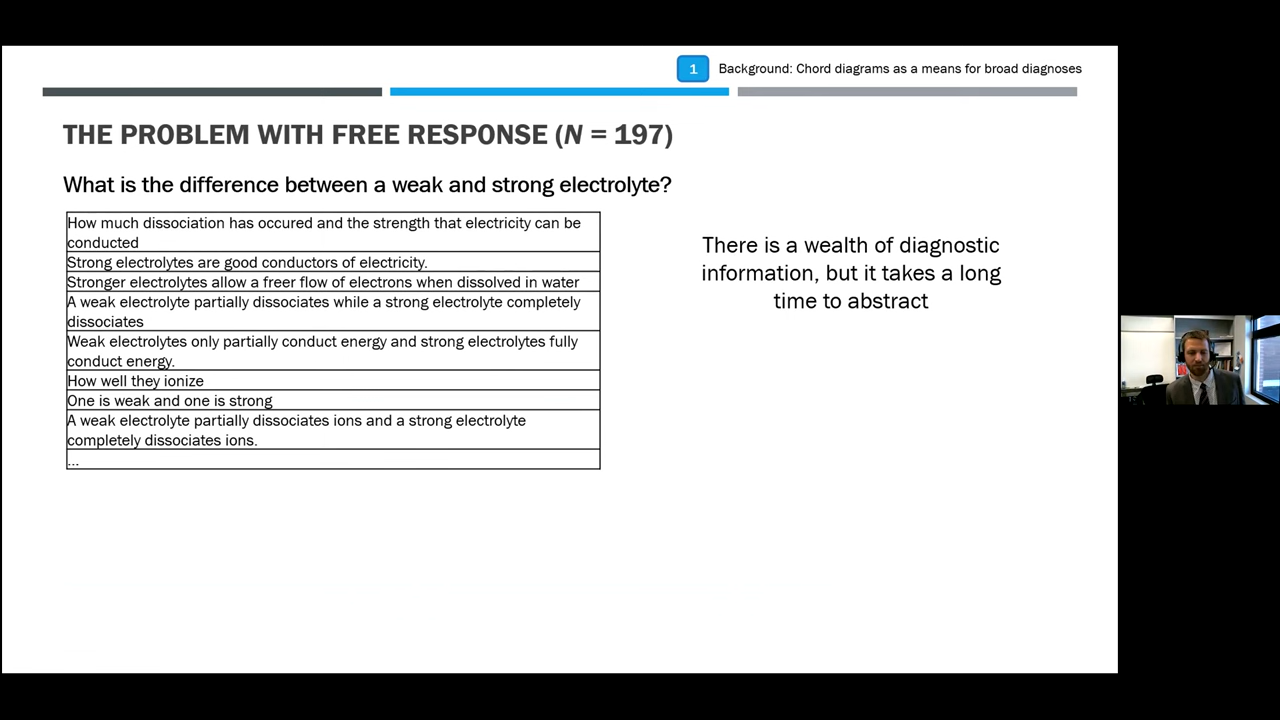 1 Background: Chord diagrams as a means for broad diagnoses
THE PROBLEM WITH FREE RESPONSE (N = 197)
What is the difference between a weak and strong electrolyte?
How much dissociation has occured and the strength that electricity can be
conducted
Strong electrolytes are good conductors of electricity.
Stronger electrolytes allow a freer flow of electrons when dissolved in water
A weak electrolyte partially dissociates while a strong electrolyte completely
dissociates
Weak electrolytes only partially conduct energy and strong electrolytes fully
conduct energy.
How well they ionize
One is weak and one is strong
A weak electrolyte partially dissociates ions and a strong electrolyte
completely dissociates ions.
...
There is a wealth of diagnostic
information, but it takes a long
time to abstract